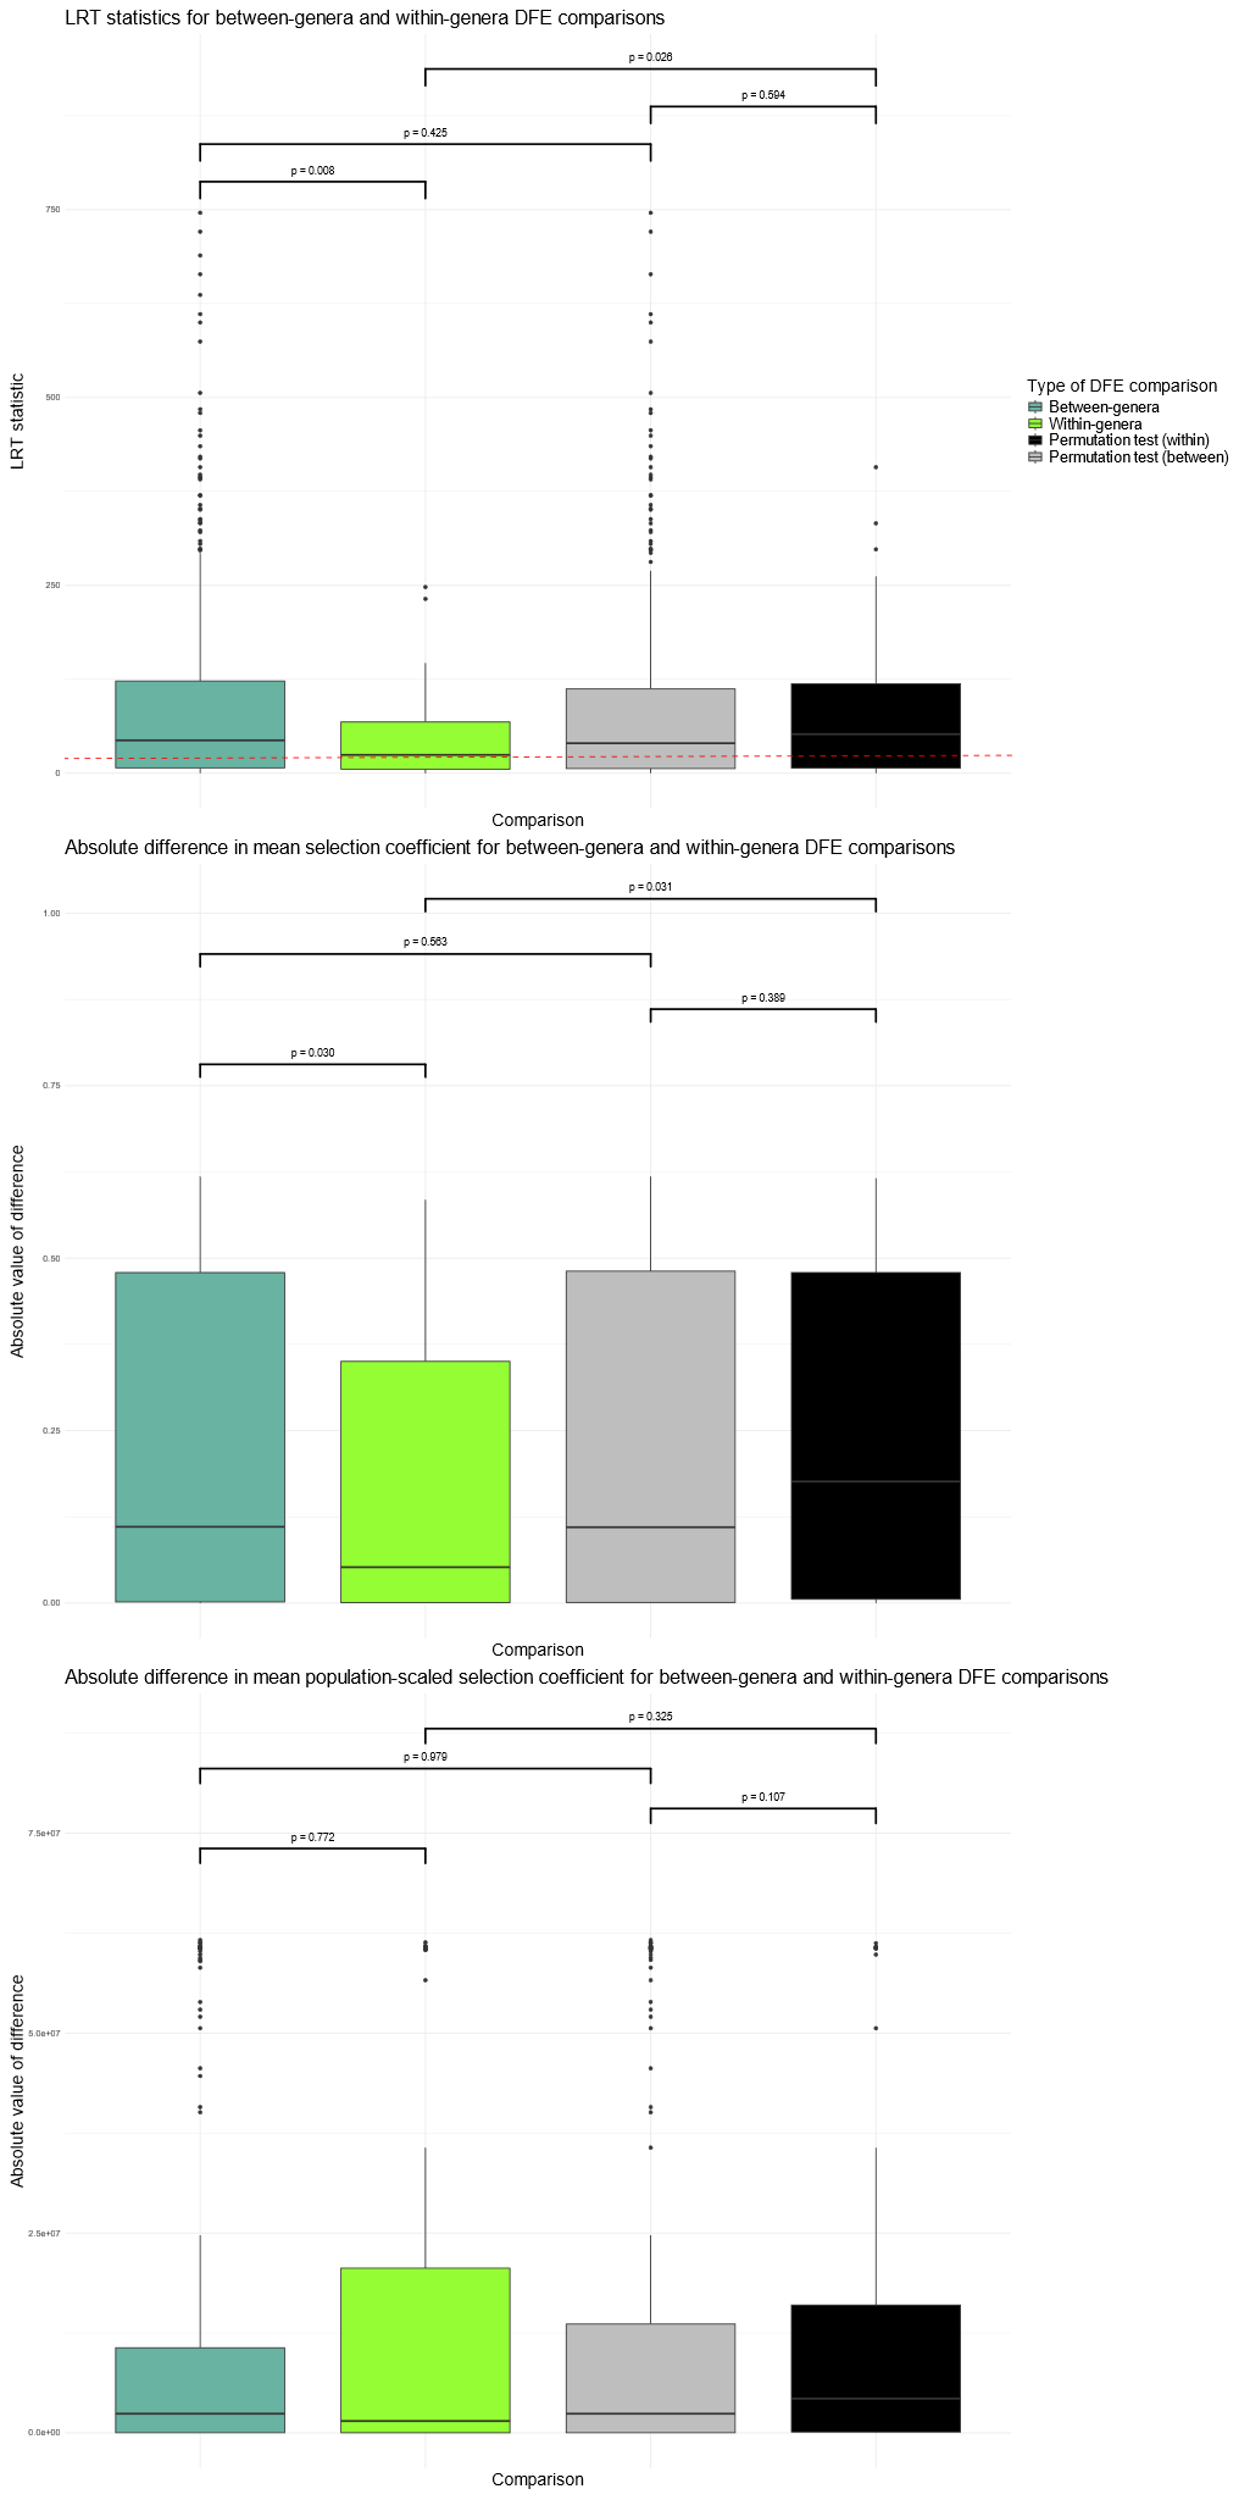 LRT statistics for between-genera and within-genera DFE comparisons
p = 0.026
p = 0.594
p = 0.425
p = 0.008
750
500
250
0
LRT statistic
Comparison
Type of DFE comparison
Between-genera
Within-genera
Permutation test (within)
Permutation test (between)
Absolute difference in mean selection coefficient for between-genera and within-genera DFE comparisons
p = 0.031
p = 0.563
p = 0.389
p = 0.030
1.00
0.75
0.50
0.25
0.00
Absolute value of difference
Comparison
Absolute difference in mean population-scaled selection coefficient for between-genera and within-genera DFE comparisons
p = 0.325
p = 0.979
p = 0.107
p = 0.772
7.5e+07
5.0e+07
2.5e+07
0.0e+00
Absolute value of difference
Comparison